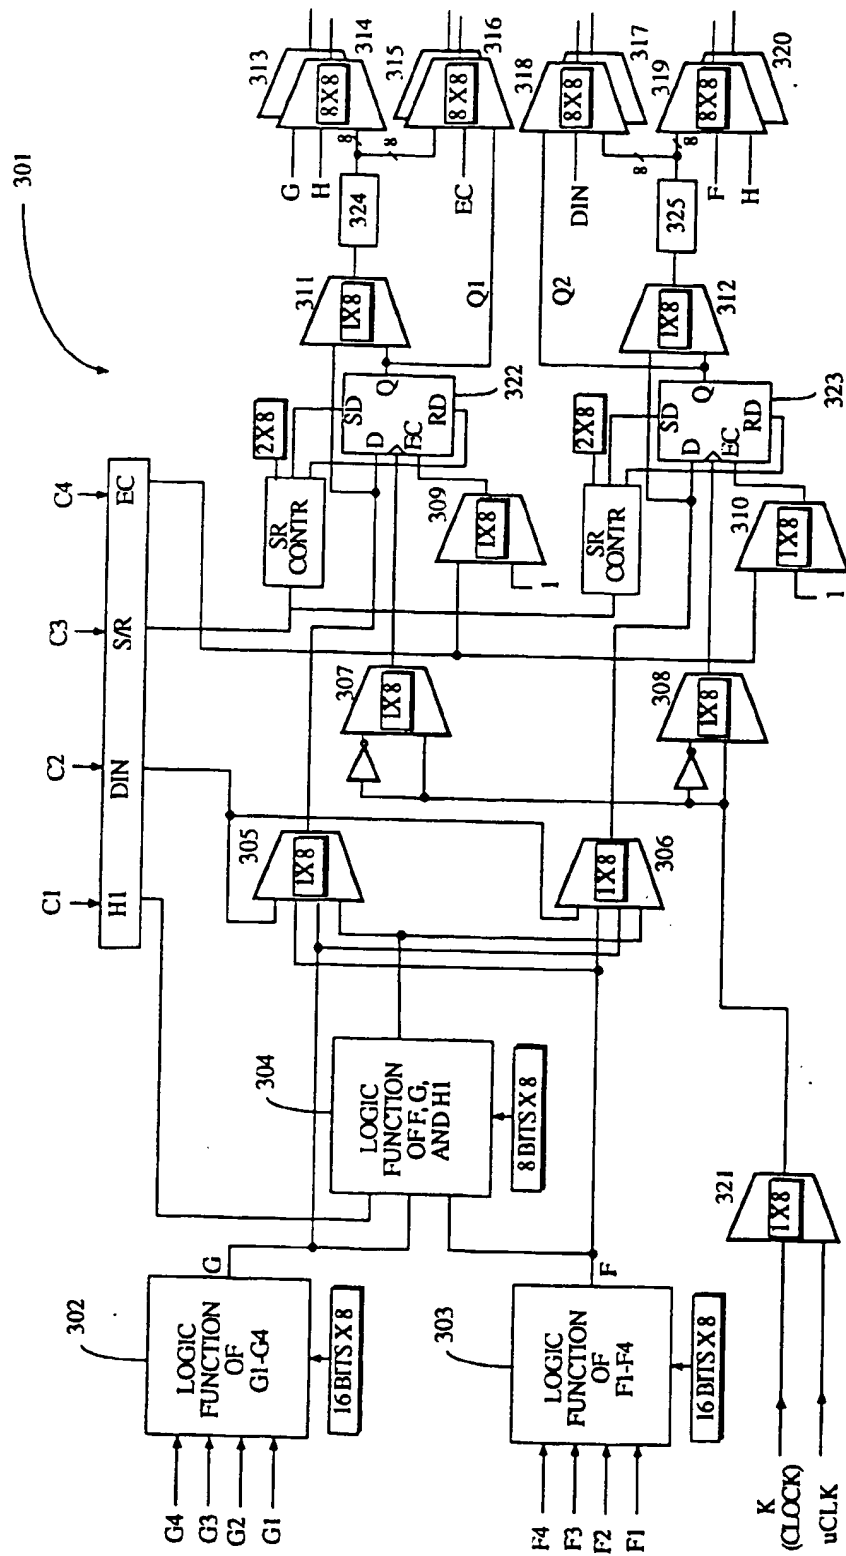 301
C1
C2
C3
C4
H1
DIN
S/R
EC
G4
G3
G2
G1
302
LOGIC
FUNCTION
OF
G1-G4
16 BITS X 8
G
F4
F3
F2
F1
303
LOGIC
FUNCTION
OF
F1-F4
16 BITS X 8
F
304
LOGIC
FUNCTION
OF F, G,
AND H1
8 BITS X 8
K
(CLOCK)
uCLK
321
1X8
305
1X8
306
1X8
307
1X8
308
1X8
SR
CONTR
2X8
309
1X8
1
SD
D
Q
EC
RD
322
SR
CONTR
2X8
310
1X8
1
SD
D
Q
EC
RD
323
311
1X8
Q1
312
1X8
Q2
324
325
G
H
8
8
313
8X8
314
EC
315
8X8
316
DIN
318
8X8
317
8
8
F
H
319
8X8
320